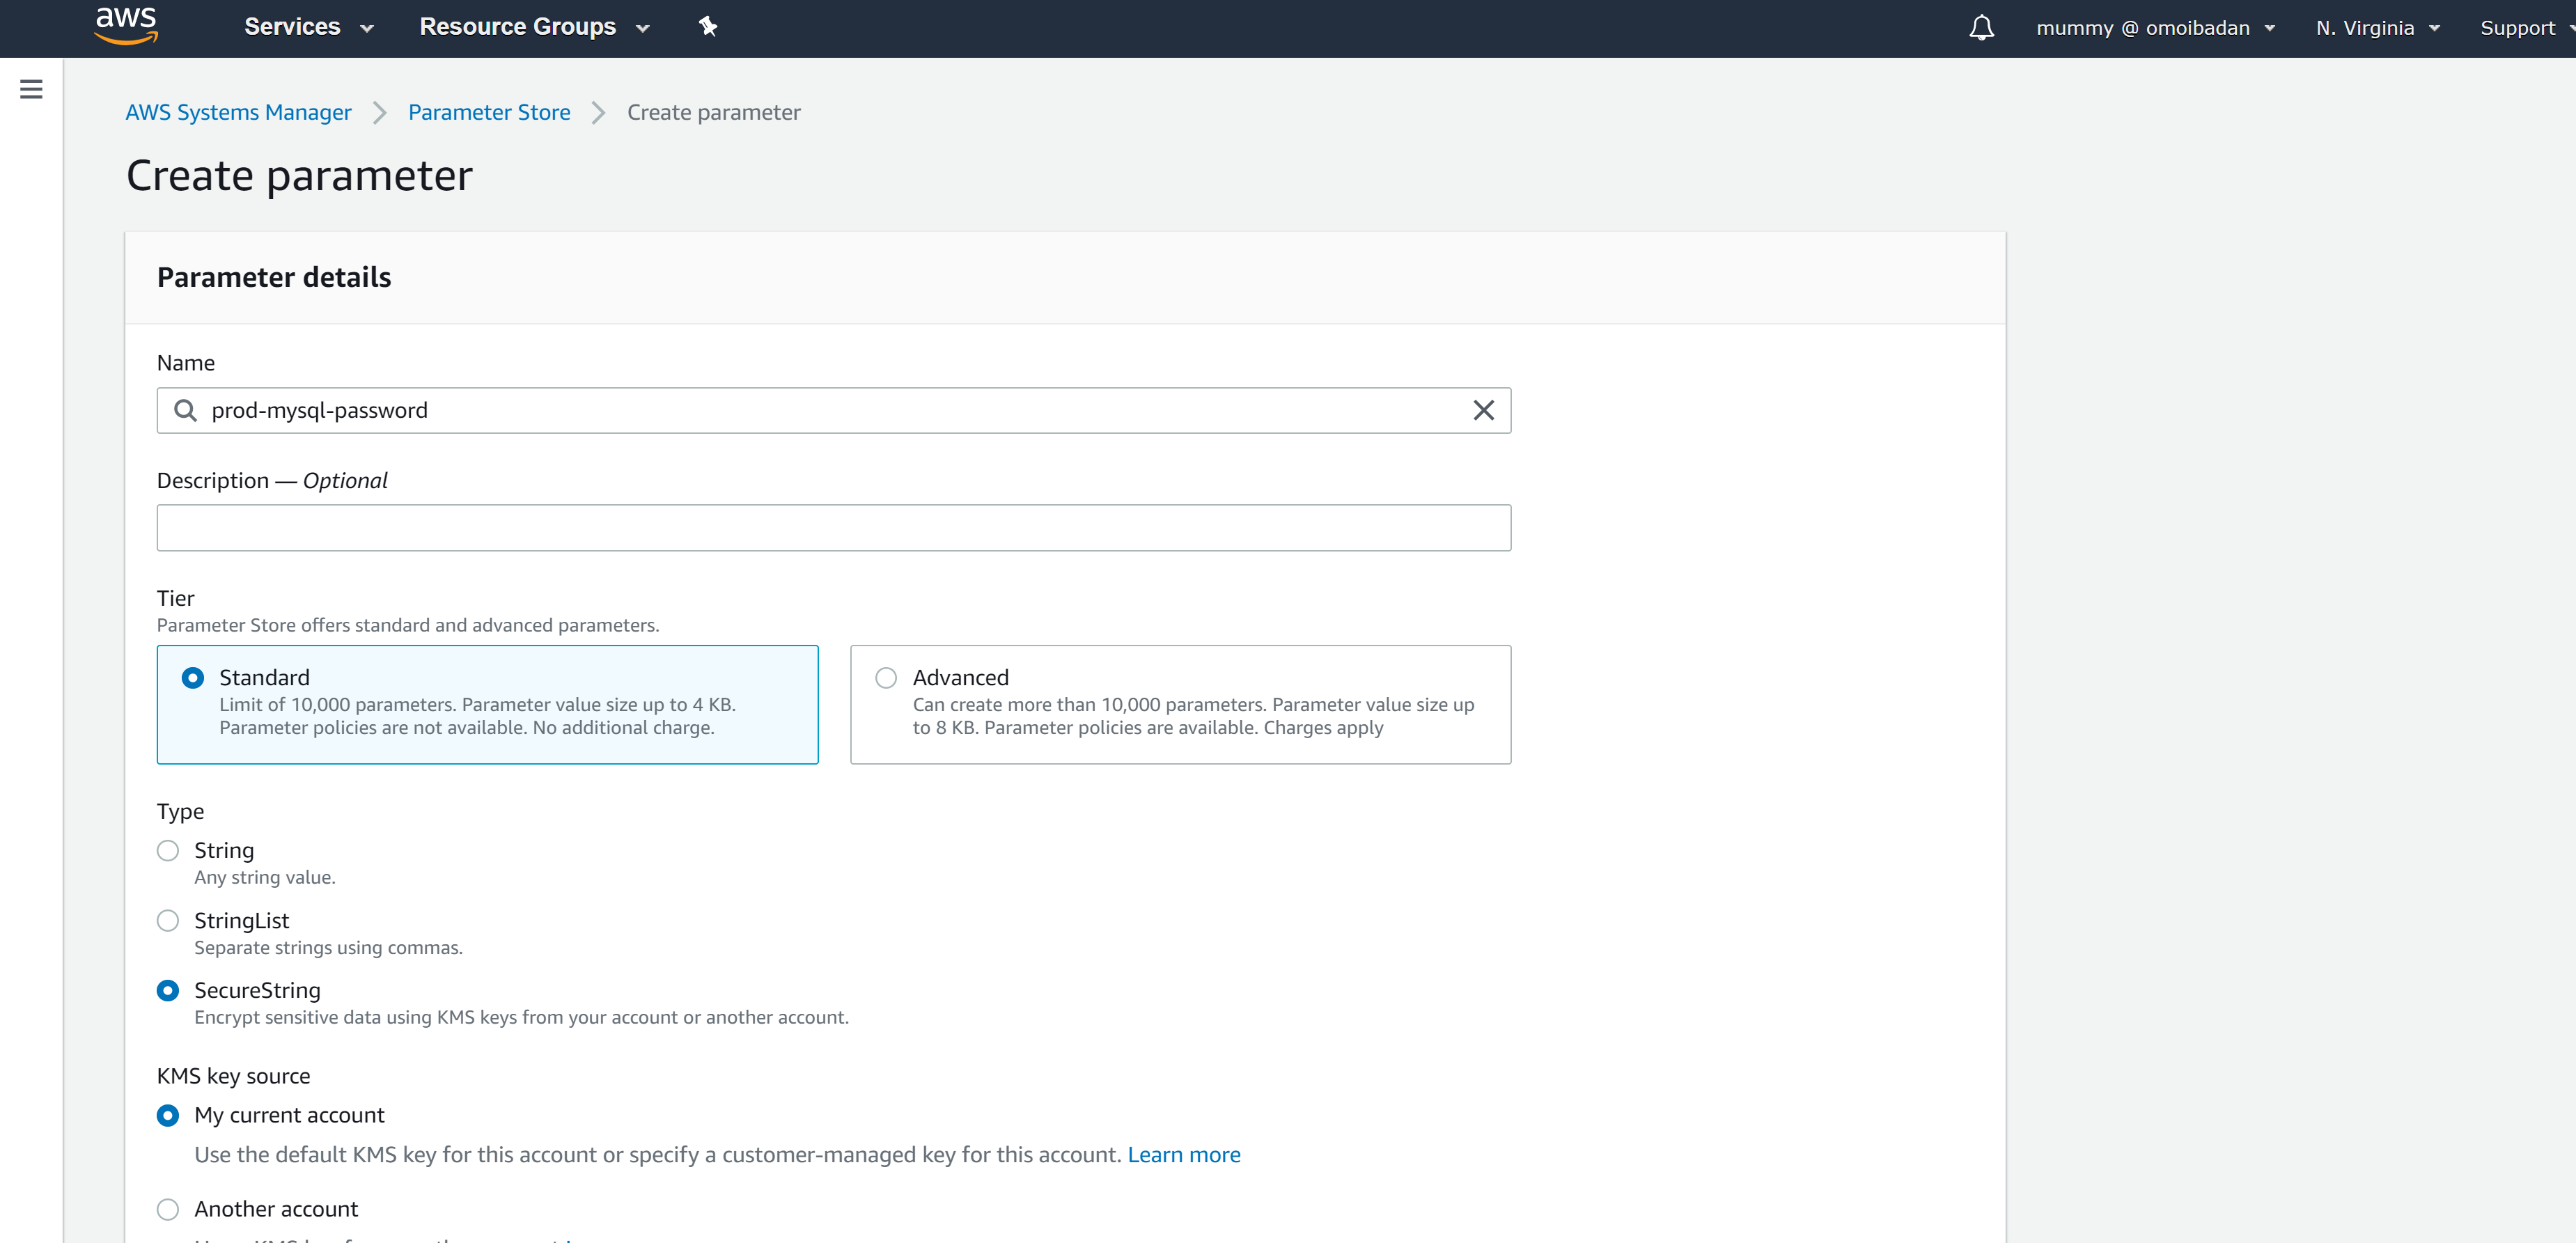 aws Services Resource Groups mummy @ omoibadan N. Virginia Support
AWS Systems Manager Parameter Store Create parameter
Create parameter
Parameter details
Name
prod-mysql-password
Description — Optional
Tier
Parameter Store offers standard and advanced parameters.
Standard
Limit of 10,000 parameters. Parameter value size up to 4 KB.
Parameter policies are not available. No additional charge.
Advanced
Can create more than 10,000 parameters. Parameter value size up
to 8 KB. Parameter policies are available. Charges apply
Type
String
Any string value.
StringList
Separate strings using commas.
SecureString
Encrypt sensitive data using KMS keys from your account or another account.
KMS key source
My current account
Use the default KMS key for this account or specify a customer-managed key for this account. Learn more
Another account